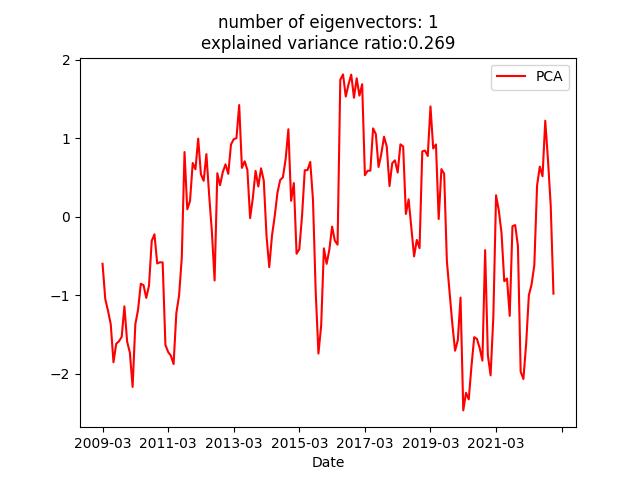 number of eigenvectors: 1
explained variance ratio:0.269
PCA
2
1
0
−1
−2
2009-03 2011-03 2013-03 2015-03 2017-03 2019-03 2021-03
Date